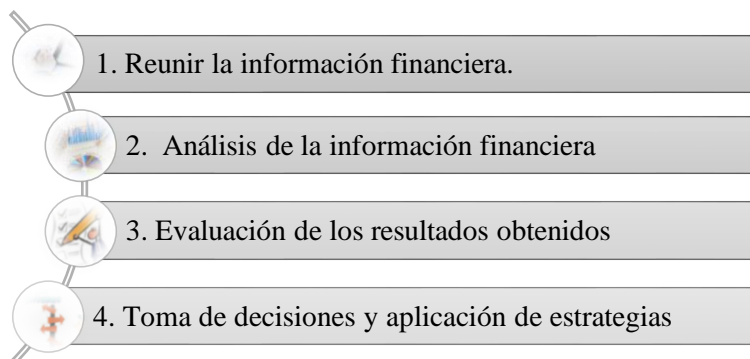 1. Reunir la información financiera.
2. Análisis de la información financiera
3. Evaluación de los resultados obtenidos
4. Toma de decisiones y aplicación de estrategias